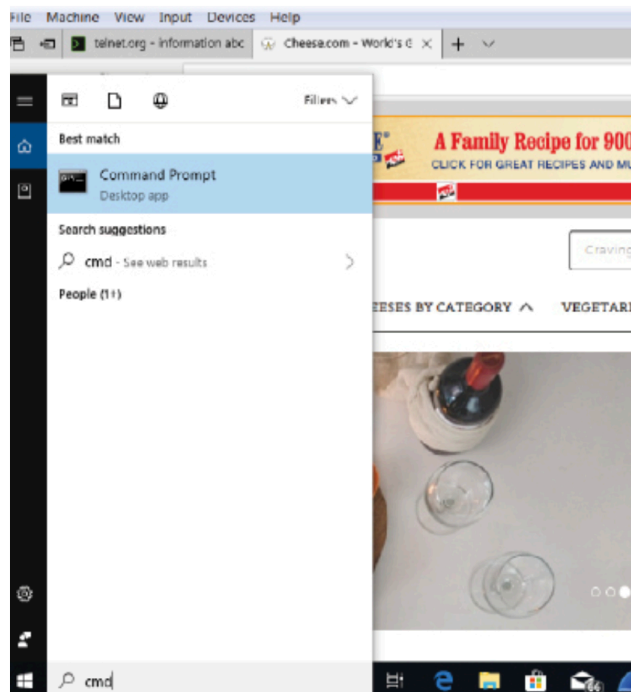 File Machine View Input Devices Help
telnet.org - information abc
Cheese.com - World's G
Filters
Best match
Command Prompt
Desktop app
Search suggestions
cmd - See web results
People (1+)
A Family Recipe for 900
CLICK FOR GREAT RECIPES AND MU
Craving
EESES BY CATEGORY
VEGETARI
cmd